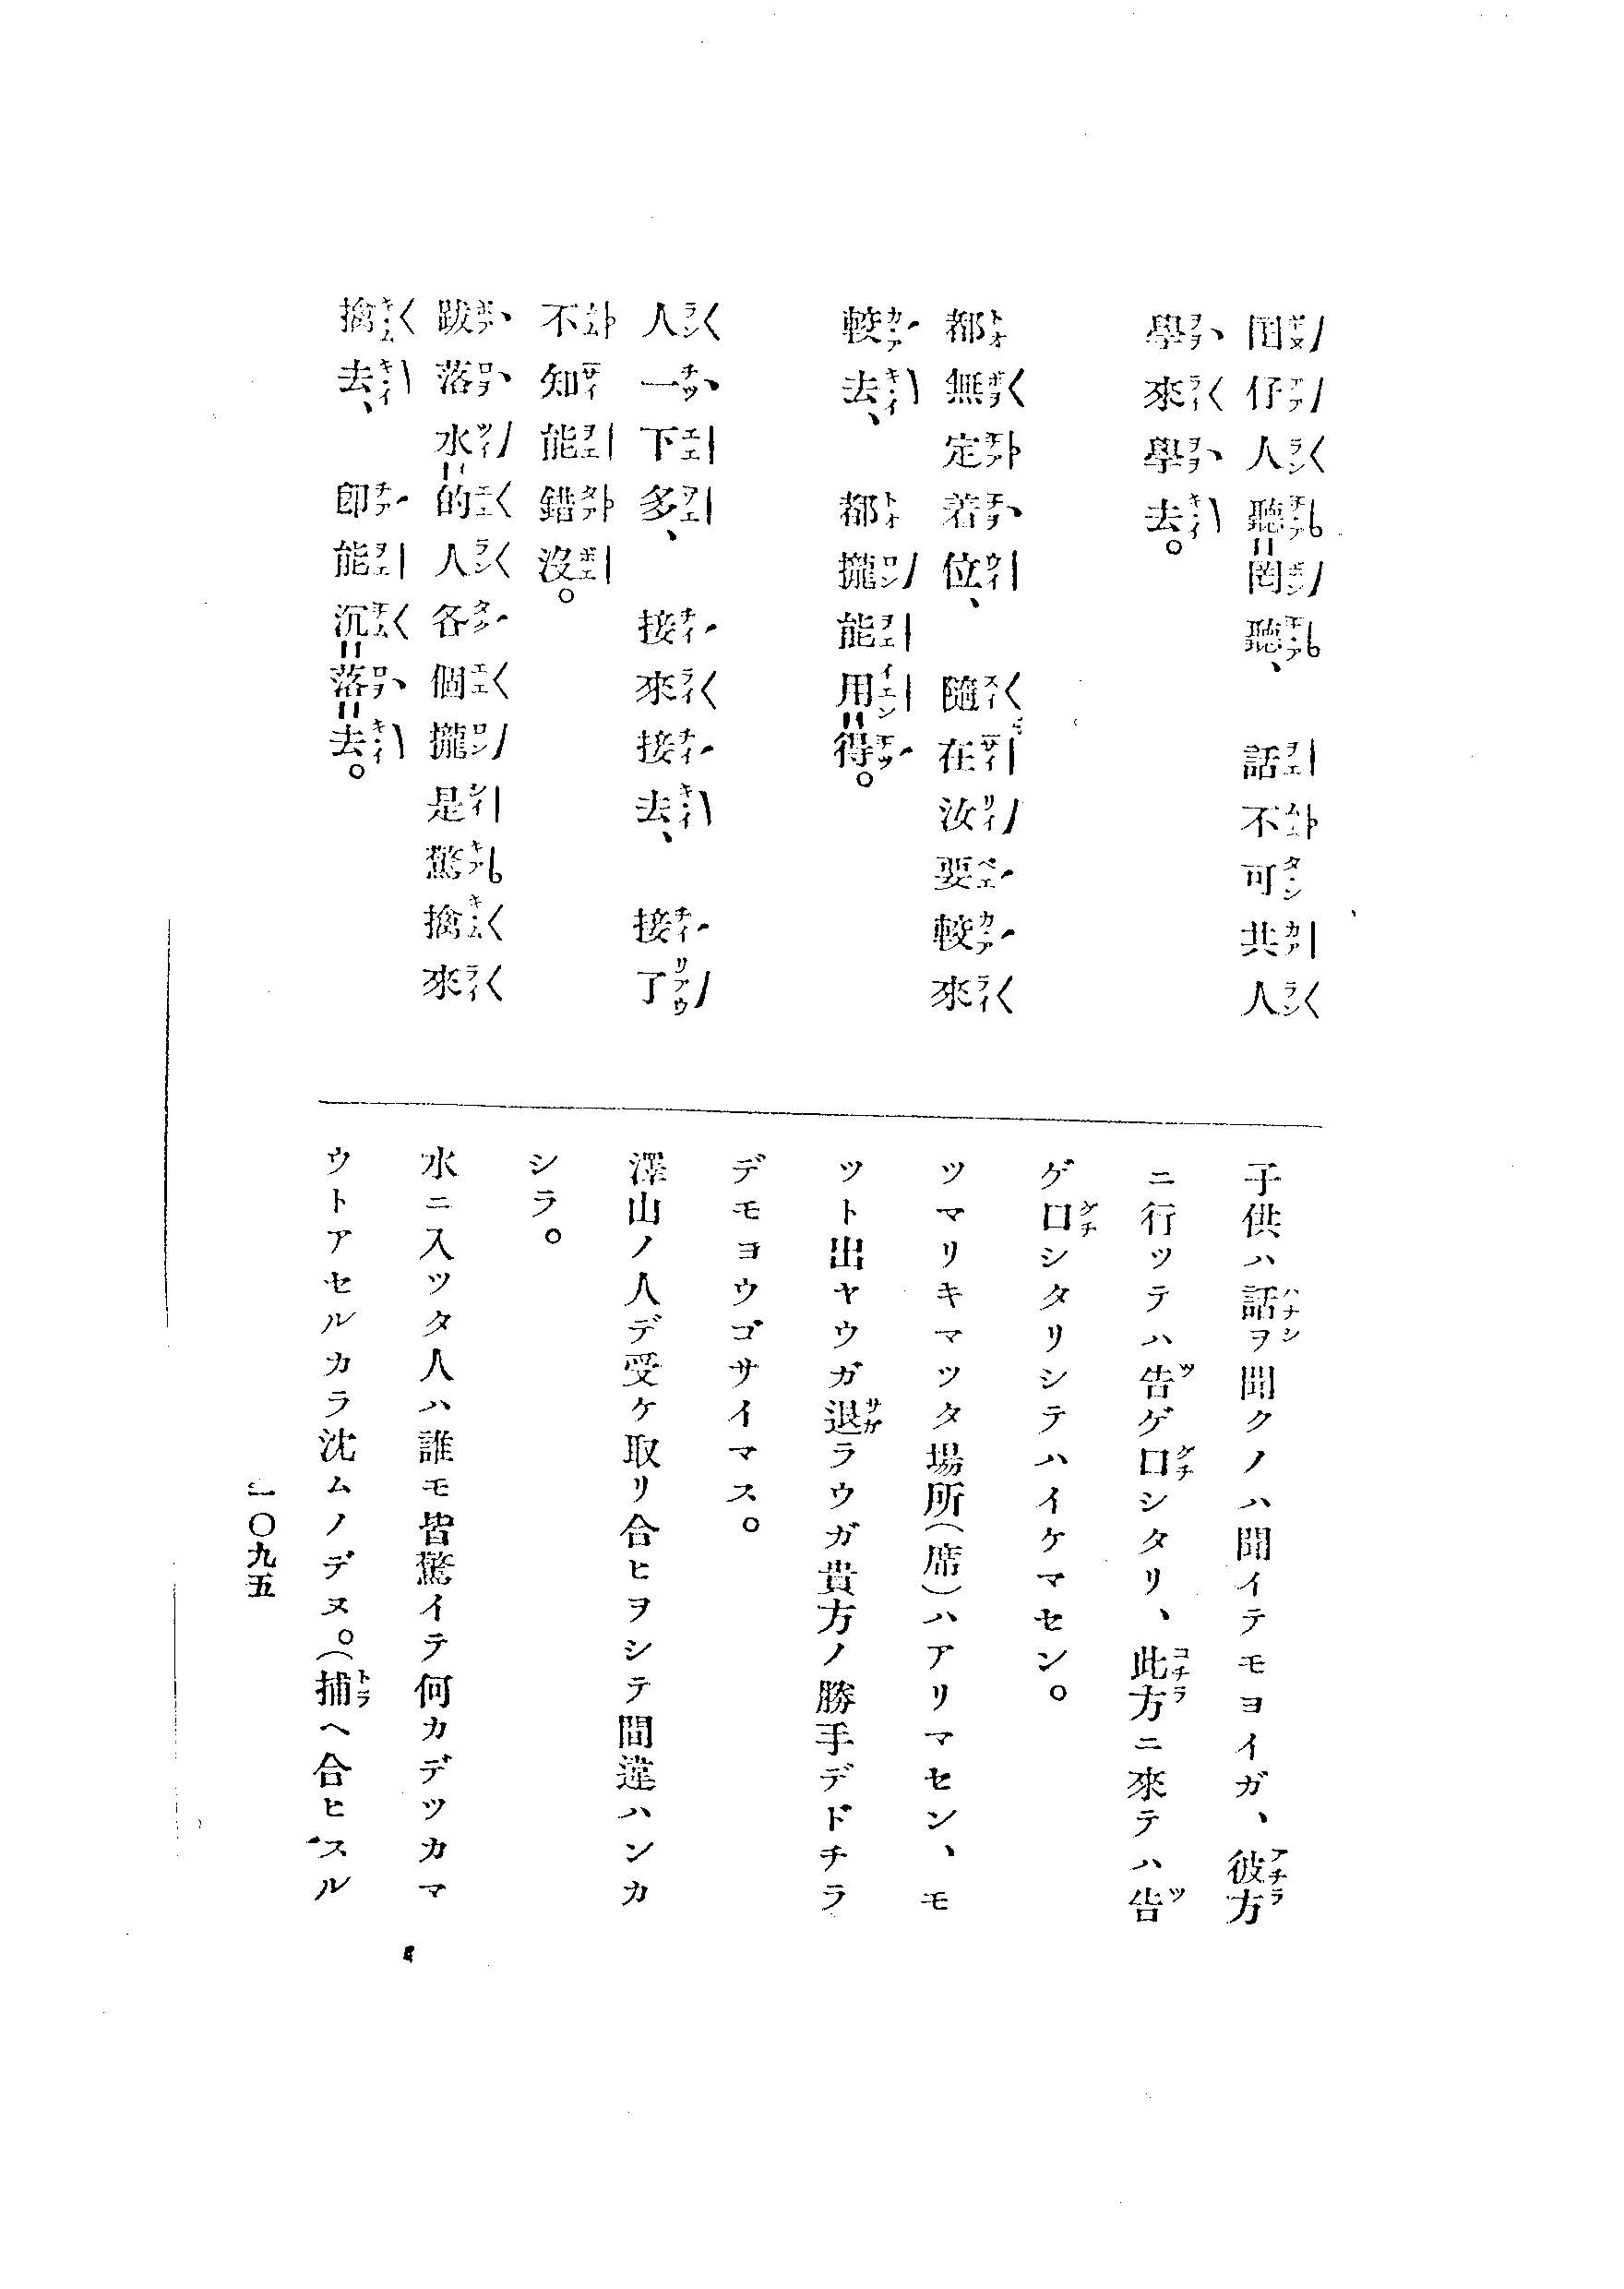 囝仔人聽=罔聽、話不可共人
學來學去。
都無定着位、隨在汝要較來
較去、都攏能用=得。
人一下多、接來接去、接了
不知能錯沒。
跋落水=的人各個攏是驚擒來
擒去、卽能沉=落=去。
子供ハ話ヲ聞クノハ聞イテモヨイガ、彼方
ニ行ッテハ告ゲ口シタリ、此方ニ來テハ告
ゲ口シタリシテハイケマセン。
ツマリキマツタ場所(席)ハアリマセン、モ
ット出ヤウガ退ラウガ貴方ノ勝手デドチラ
デモヨウゴサイマス。
澤山ノ人デ受ケ取リ合ヒヲシテ間違ハンカ
シラ。
水ニ入ツタ人ハ誰モ皆驚イテ何カデツカマ
ウトアセルカラ沈ムノデス。(捕ヘ合ヒスル
一〇九五